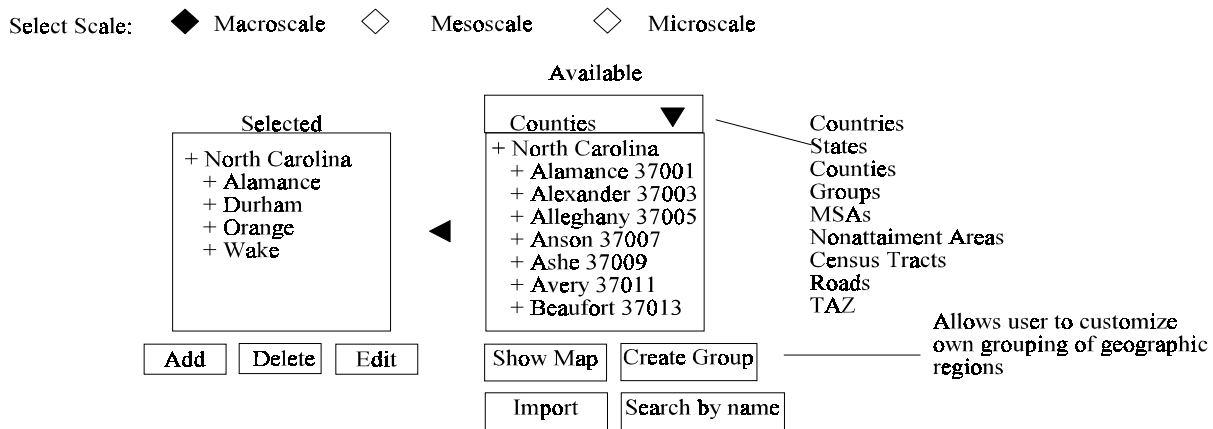 Select Scale: Macroscale Mesoscale Microscale
Available
Selected
+ North Carolina
+ Alamance
+ Durham
+ Orange
+ Wake
Add Delete Edit
Counties
+ North Carolina
+ Alamance 37001
+ Alexander 37003
+ Alleghany 37005
+ Anson 37007
+ Ashe 37009
+ Avery 37011
+ Beaufort 37013
Show Map Create Group
Import Search by name
Countries
States
Counties
Groups
MSAs
Nonattaiment Areas
Census Tracts
Roads
TAZ
Allows user to customize
own grouping of geographic
regions